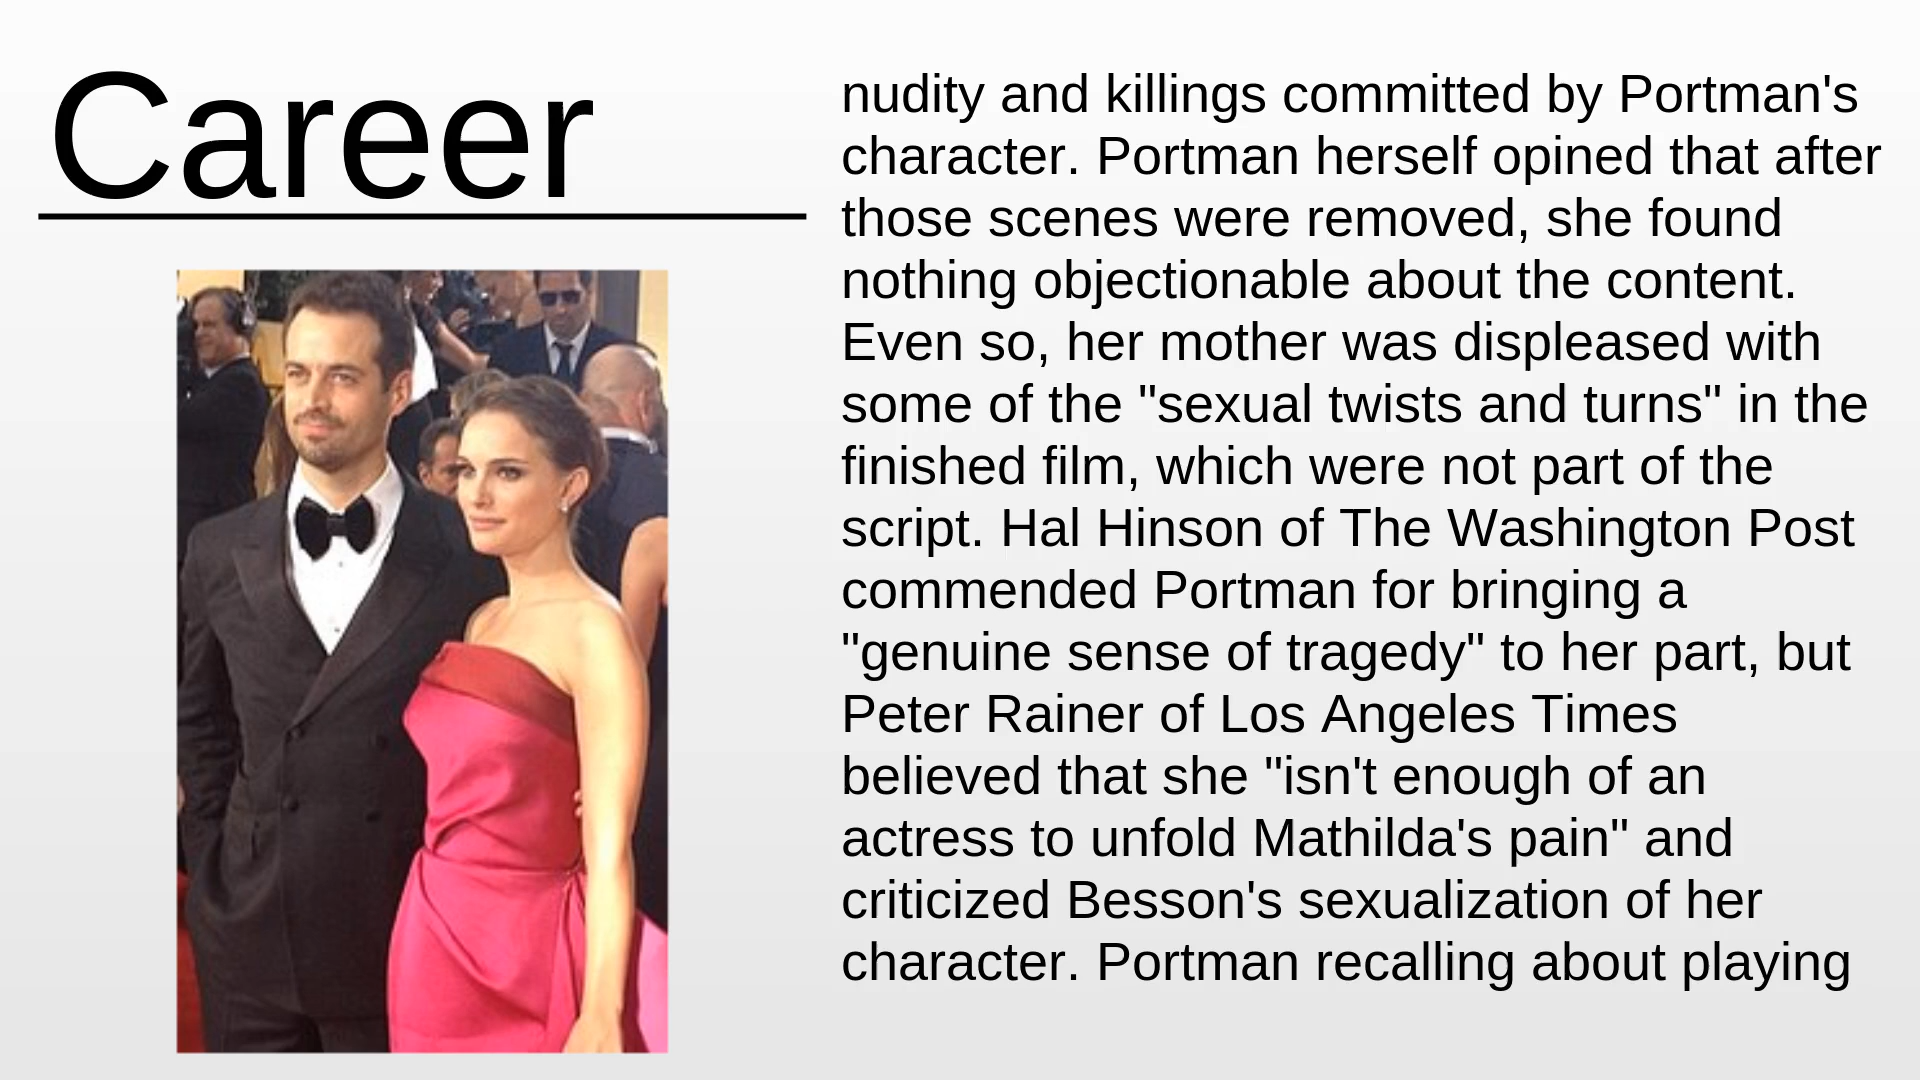 Career
nudity and killings committed by Portman's
character. Portman herself opined that after
those scenes were removed, she found
nothing objectionable about the content.
Even so, her mother was displeased with
some of the "sexual twists and turns" in the
finished film, which were not part of the
script. Hal Hinson of The Washington Post
commended Portman for bringing a
"genuine sense of tragedy" to her part, but
Peter Rainer of Los Angeles Times
believed that she "isn't enough of an
actress to unfold Mathilda's pain" and
criticized Besson's sexualization of her
character. Portman recalling about playing